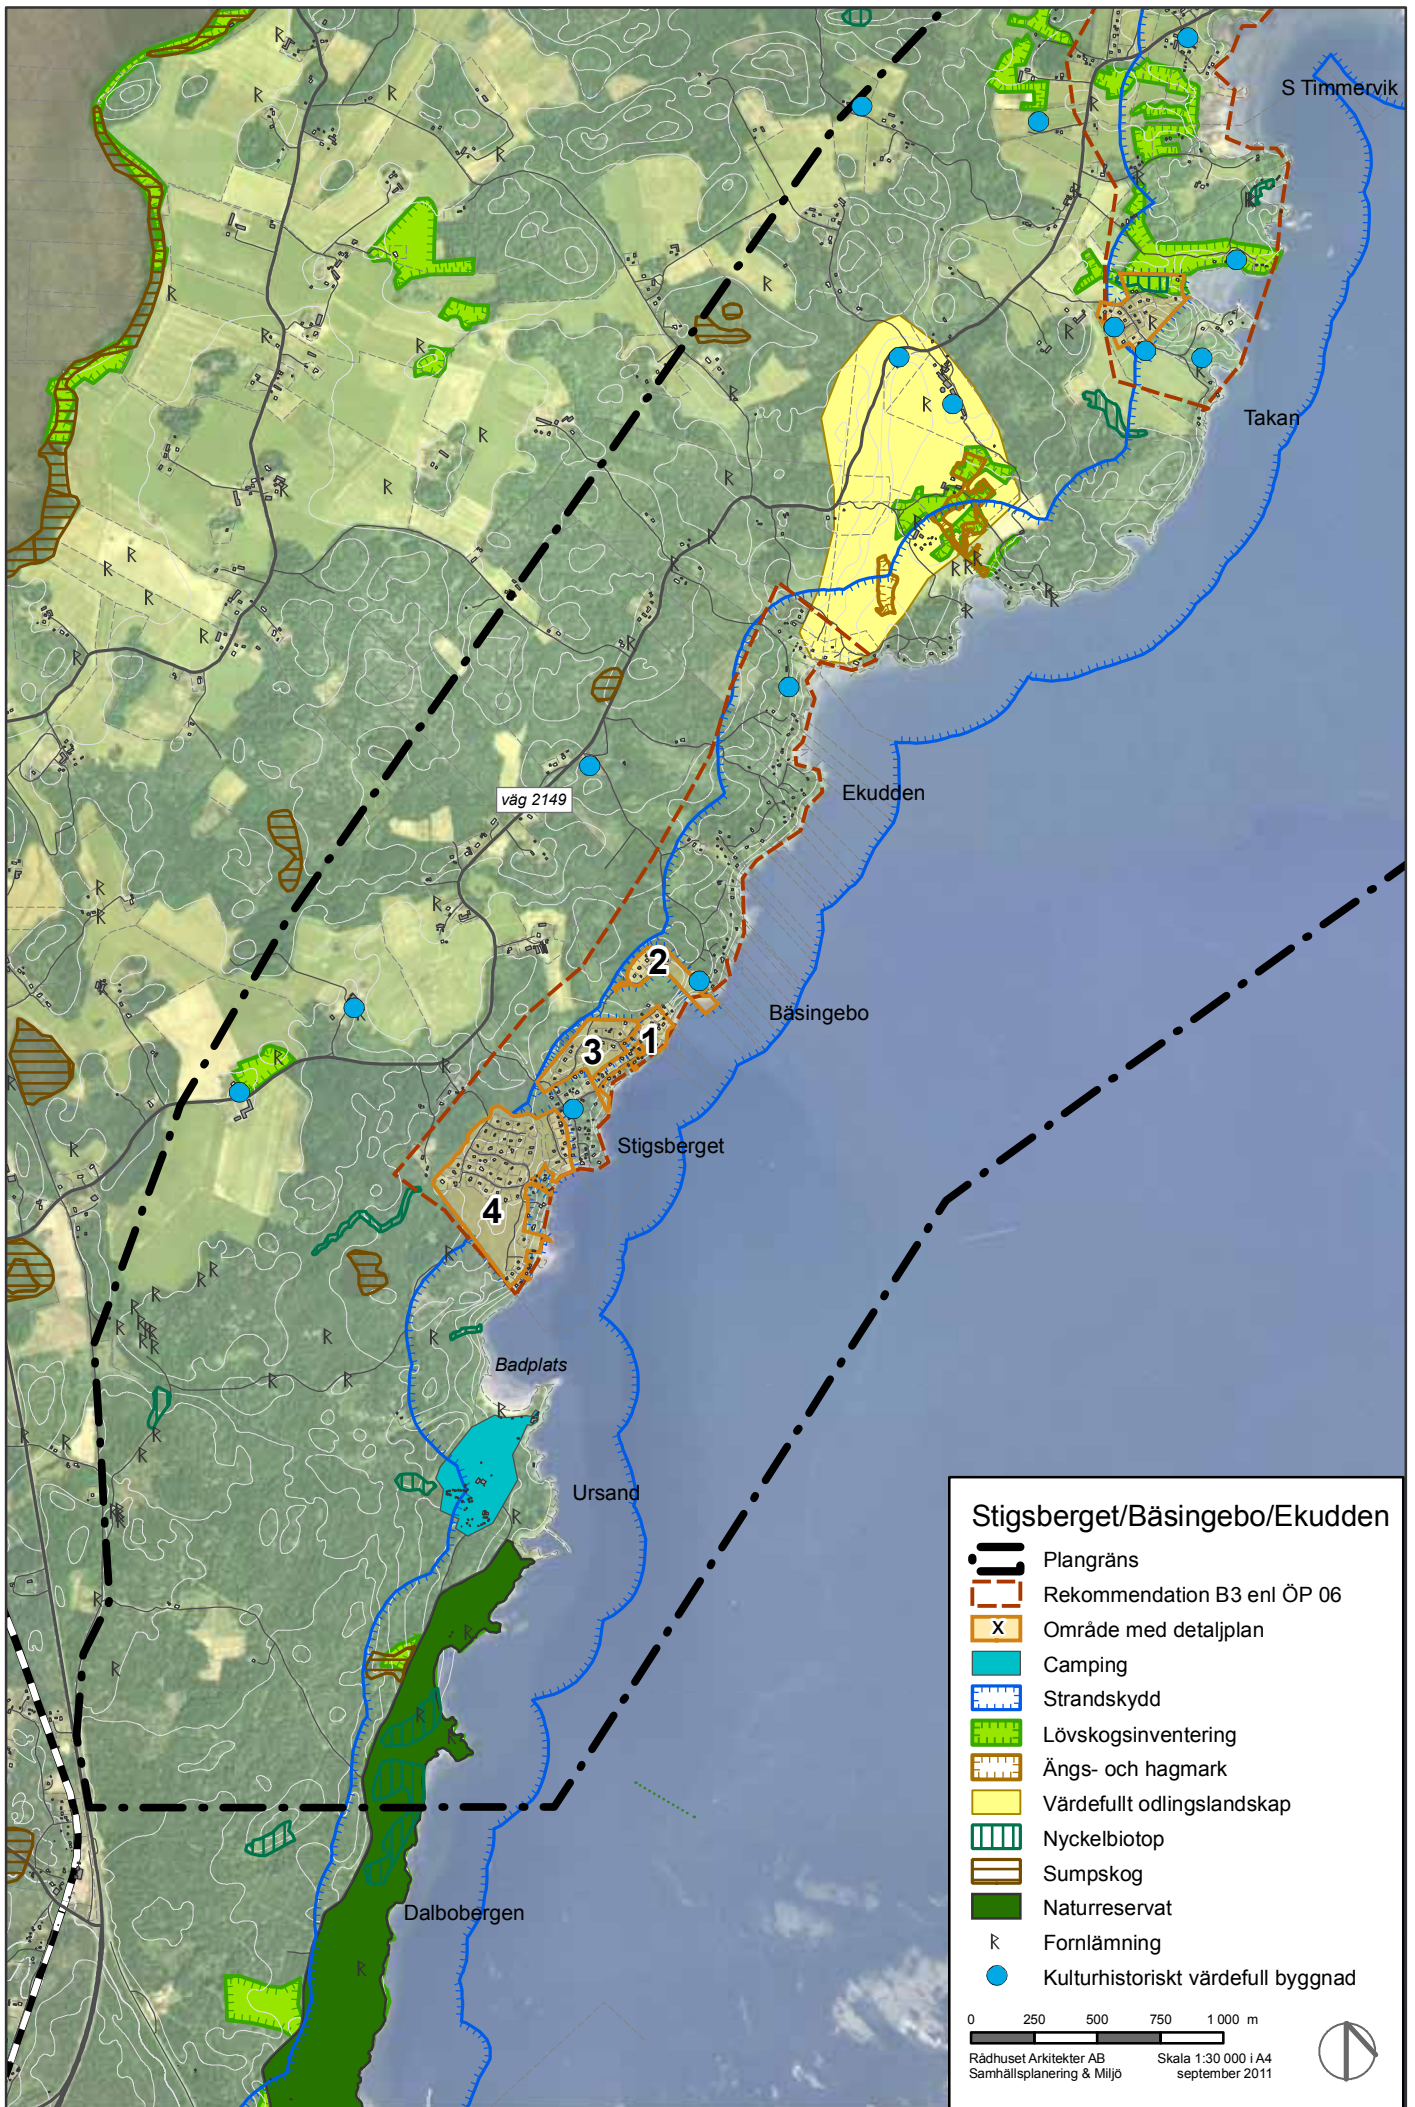 S Timmervik
Takan
Ekudden
väg 2149
2
Bäsingebo
1
3
Stigsberget
4
Badplats
Ursand
Dalbobergen
Stigsberget/Bäsingebo/Ekudden
Plangräns
Rekommendation B3 enl ÖP 06
X Område med detaljplan
Camping
Strandskydd
Lövskogsinventering
Ängs- och hagmark
Värdefullt odlingslandskap
Nyckelbiotop
Sumpskog
Naturreservat
R Fornlämning
Kulturhistoriskt värdefull byggnad
0 250 500 750 1 000 m
Rådhuset Arkitekter AB Skala 1:30 000 i A4
Samhällsplanering & Miljö september 2011